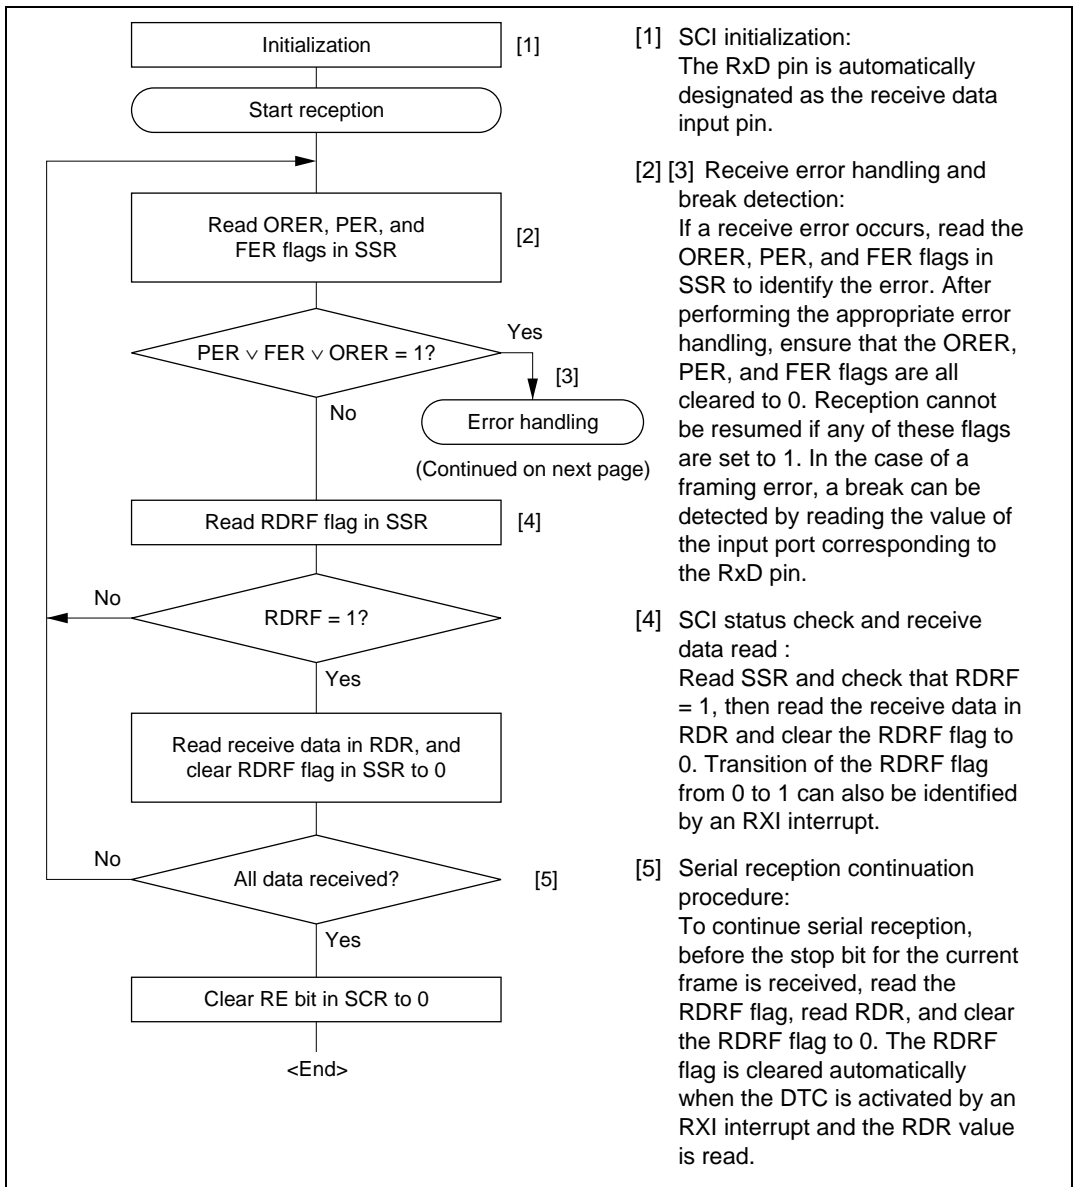 Initialization
[1]
Start reception
Read ORER, PER, and
FER flags in SSR
[2]
PER ∨ FER ∨ ORER = 1?
Yes
[3]
No
Error handling
(Continued on next page)
Read RDRF flag in SSR
[4]
No
RDRF = 1?
Yes
Read receive data in RDR, and
clear RDRF flag in SSR to 0
No
All data received?
[5]
Yes
Clear RE bit in SCR to 0
<End>
[1] SCI initialization:
The RxD pin is automatically
designated as the receive data
input pin.
[2] [3] Receive error handling and
break detection:
If a receive error occurs, read the
ORER, PER, and FER flags in
SSR to identify the error. After
performing the appropriate error
handling, ensure that the ORER,
PER, and FER flags are all
cleared to 0. Reception cannot
be resumed if any of these flags
are set to 1. In the case of a
framing error, a break can be
detected by reading the value of
the input port corresponding to
the RxD pin.
[4] SCI status check and receive
data read :
Read SSR and check that RDRF
= 1, then read the receive data in
RDR and clear the RDRF flag to
0. Transition of the RDRF flag
from 0 to 1 can also be identified
by an RXI interrupt.
[5] Serial reception continuation
procedure:
To continue serial reception,
before the stop bit for the current
frame is received, read the
RDRF flag, read RDR, and clear
the RDRF flag to 0. The RDRF
flag is cleared automatically
when the DTC is activated by an
RXI interrupt and the RDR value
is read.